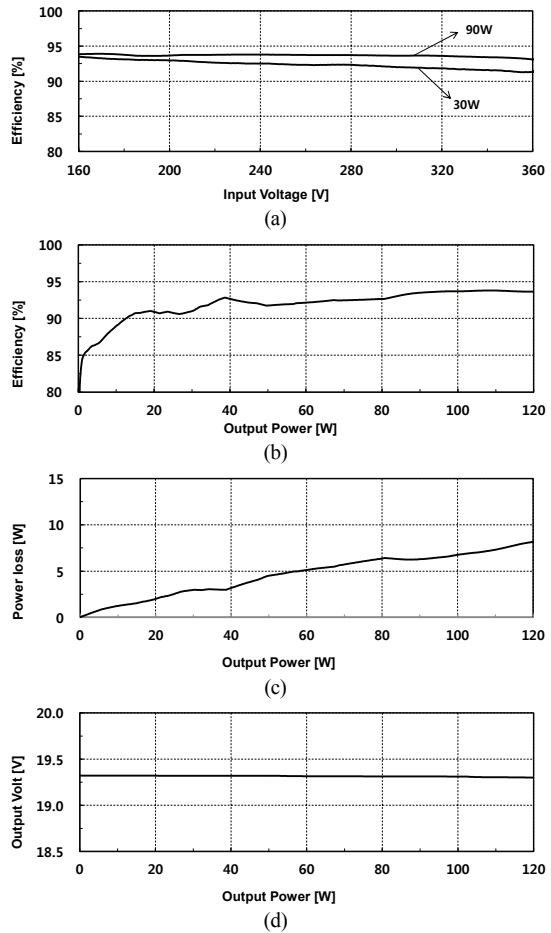 100
95
90
85
80
Efficiency [%]
90W
30W
160 200 240 280 320 360
Input Voltage [V]
(a)
100
95
90
85
80
Efficiency [%]
0 20 40 60 80 100 120
Output Power [W]
(b)
15
10
5
0
Power loss [W]
0 20 40 60 80 100 120
Output Power [W]
(c)
20.0
19.5
19.0
18.5
Output Volt [V]
0 20 40 60 80 100 120
Output Power [W]
(d)